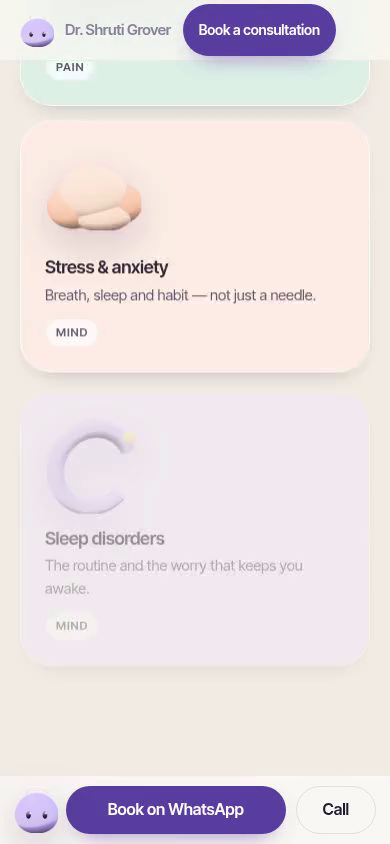 Dr. Shruti Grover
Book a consultation
PAIN
Stress & anxiety
Breath, sleep and habit — not just a needle.
MIND
Sleep disorders
The routine and the worry that keeps you
awake.
MIND
Book on WhatsApp
Call